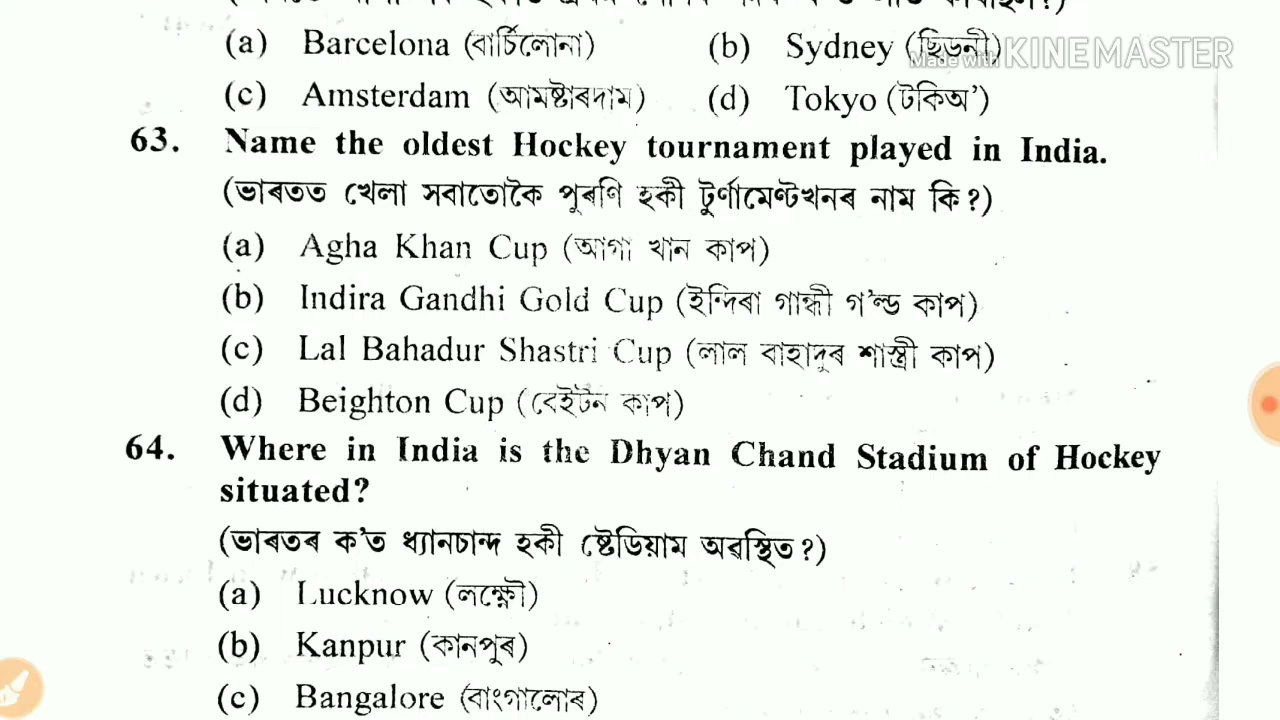 (a) Barcelona (বাৰ্চিলোনা) (b) Sydney (ছিডনী)
Made with KINEMASTER
(c) Amsterdam (আমষ্টাৰদাম) (d) Tokyo (টকিঅ')
63. Name the oldest Hockey tournament played in India.
(ভাৰতত খেলা সবাতোকৈ পুৰণি হকী টুৰ্ণামেণ্টখনৰ নাম কি?)
(a) Agha Khan Cup (আগা খান কাপ)
(b) Indira Gandhi Gold Cup (ইন্দিৰা গান্ধী গ'ল্ড কাপ)
(c) Lal Bahadur Shastri Cup (লাল বাহাদুৰ শাস্ত্ৰী কাপ)
(d) Beighton Cup (বেইটন কাপ)
64. Where in India is the Dhyan Chand Stadium of Hockey
situated?
(ভাৰতৰ ক'ত ধ্যানচান্দ হকী ষ্টেডিয়াম অৱস্থিত?)
(a) Lucknow (লক্ষ্ণৌ)
(b) Kanpur (কানপুৰ)
(c) Bangalore (বাংগালোৰ)